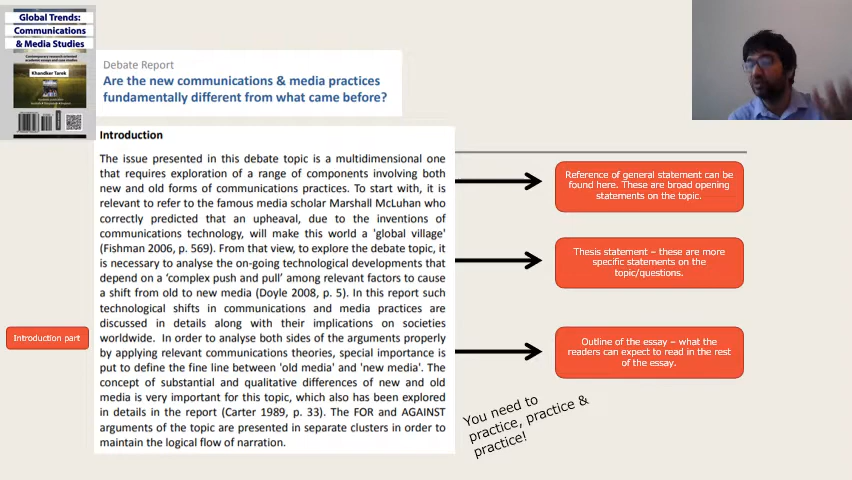 Global Trends:
Communications
& Media Studies
Khandker Tarek
Debate Report
Are the new communications & media practices
fundamentally different from what came before?
Introduction
The issue presented in this debate topic is a multidimensional one
that requires exploration of a range of components involving both
new and old forms of communications practices. To start with, it is
relevant to refer to the famous media scholar Marshall McLuhan who
correctly predicted that an upheaval, due to the inventions of
communications technology, will make this world a 'global village'
(Fishman 2006, p. 569). From that view, to explore the debate topic, it
is necessary to analyse the on-going technological developments that
depend on a 'complex push and pull' among relevant factors to cause
a shift from old to new media (Doyle 2008, p. 5). In this report such
technological shifts in communications and media practices are
discussed in details along with their implications on societies
worldwide. In order to analyse both sides of the arguments properly
by applying relevant communications theories, special importance is
put to define the fine line between 'old media' and 'new media'. The
concept of substantial and qualitative differences of new and old
media is very important for this topic, which also has been explored
in details in the report (Carter 1989, p. 33). The FOR and AGAINST
arguments of the topic are presented in separate clusters in order to
maintain the logical flow of narration.
Introduction part
Reference of general statement can be
found here. These are broad opening
statements on the topic.
Thesis statement – these are more
specific statements on the
topic/questions.
Outline of the essay – what the
readers can expect to read in the rest
of the essay.
You need to
practice, practice &
practice!